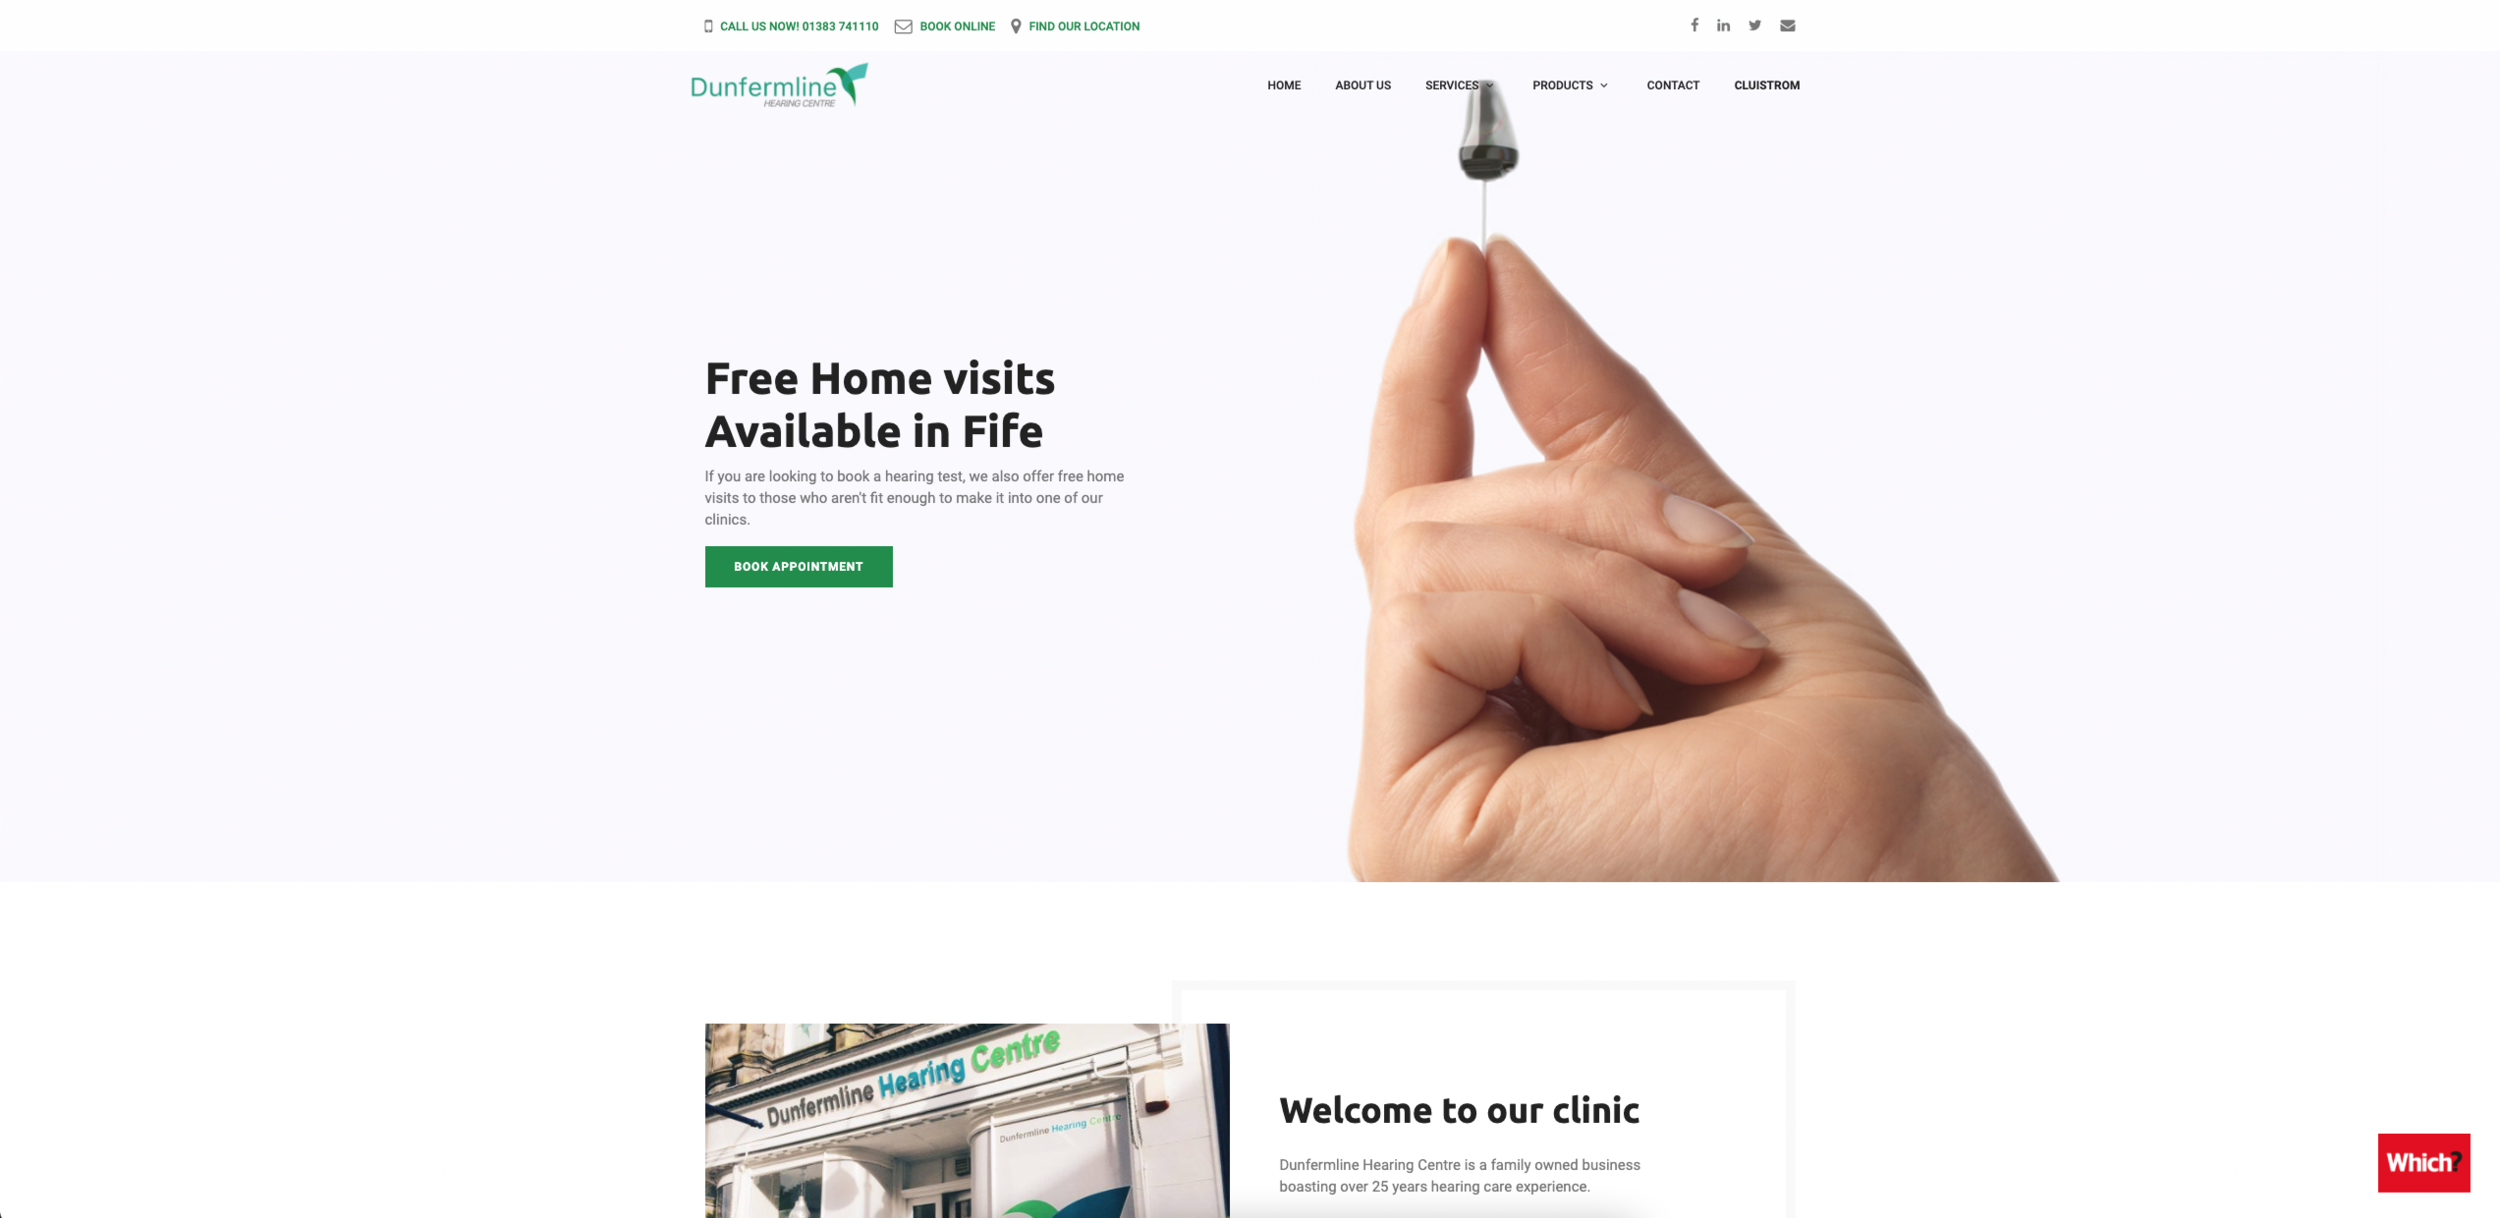 CALL US NOW! 01383 741110 BOOK ONLINE FIND OUR LOCATION
Dunfermline
HEARING CENTRE
HOME ABOUT US SERVICES PRODUCTS CONTACT CLUISTROM
Free Home visits
Available in Fife
If you are looking to book a hearing test, we also offer free home
visits to those who aren't fit enough to make it into one of our
clinics.
BOOK APPOINTMENT
Dunfermline Hearing Centre
Dunfermline Hearing Centre
Welcome to our clinic
Dunfermline Hearing Centre is a family owned business
boasting over 25 years hearing care experience.
Which?